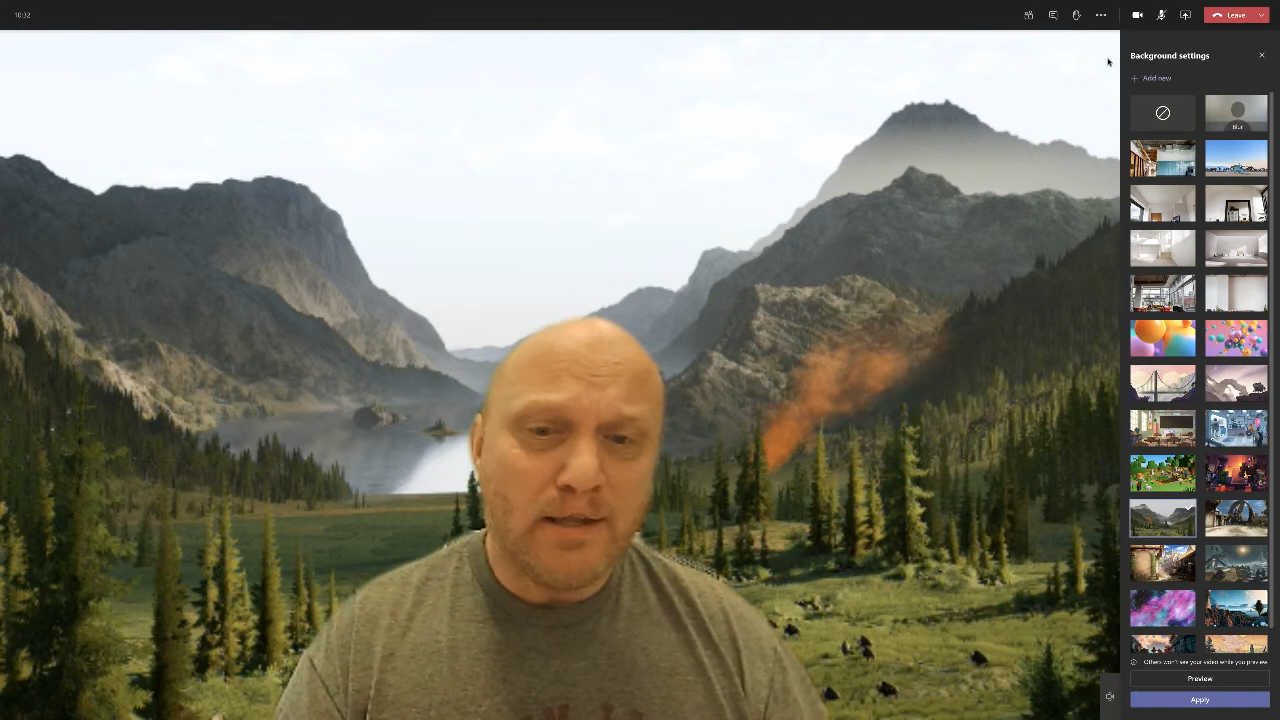 10:32
Leave
Background settings
Add new
Blur
Others won't see your video while you preview
Preview
Apply